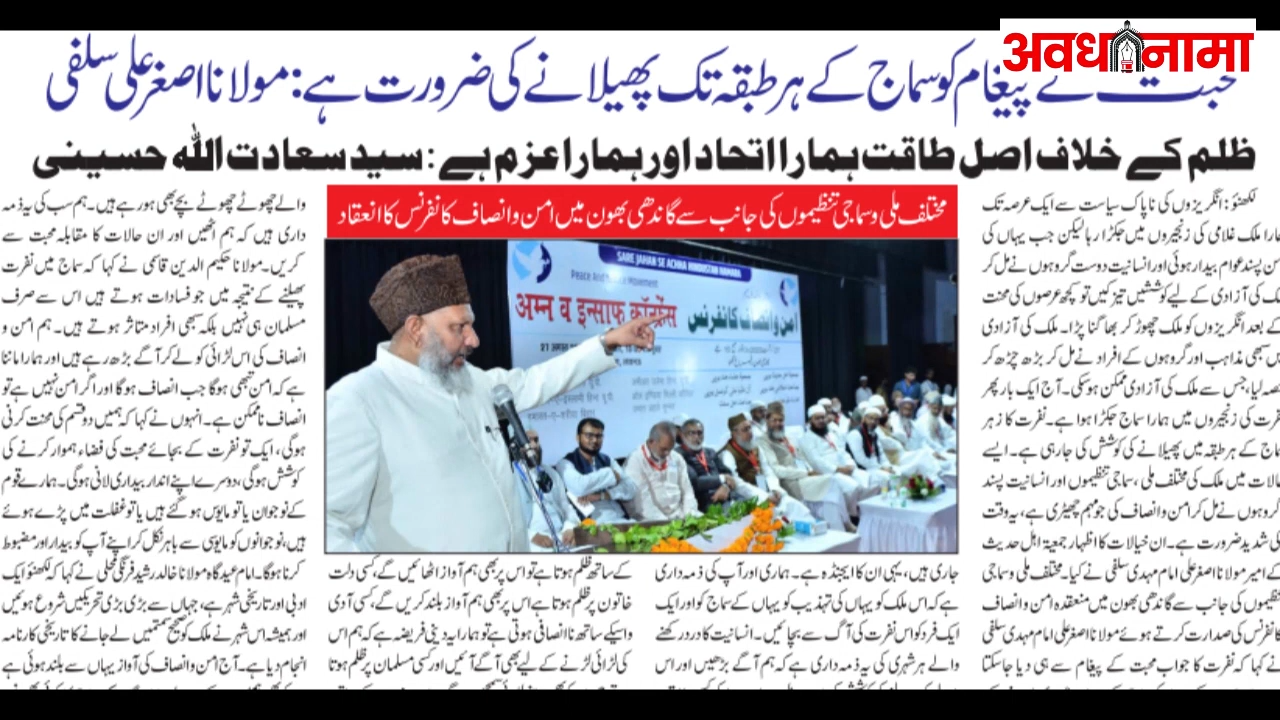 अवधनामा
محبت کے پیغام کو سماج کے ہر طبقہ تک پھیلانے کی ضرورت ہے: مولانا اصغر علی سلفی
ظلم کے خلاف اصل طاقت ہمارا اتحاد اور ہمارا عزم ہے: سید سعادت اللہ حسینی
مختلف ملی و سماجی تنظیموں کی جانب سے گاندھی بھون میں امن و انصاف کانفرنس کا انعقاد
لکھنؤ: انگریزوں کی ناپاک سیاست سے ایک عرصہ تک
ہمارا ملک غلامی کی زنجیروں میں جکڑا رہا لیکن جب یہاں کی
امن پسند عوام بیدار ہوئی اور انسانیت دوست گروہوں نے مل کر
ملک کی آزادی کے لیے کوششیں تیز کیں تو کچھ عرصوں کی محنت
کے بعد انگریزوں کو ملک چھوڑ کر بھاگنا پڑا۔ ملک کی آزادی
میں سبھی مذاہب اور گروہوں کے افراد نے مل کر بڑھ چڑھ کر
حصہ لیا، جس سے ملک کی آزادی ممکن ہو سکی۔ آج ایک بار پھر
نفرت کی زنجیروں میں ہمارا سماج جکڑا ہوا ہے۔ نفرت کا زہر
سماج کے ہر طبقہ میں پھیلانے کی کوشش کی جا رہی ہے۔ ایسے
حالات میں ملک کی مختلف ملی، سماجی تنظیموں اور انسانیت پسند
گروہوں نے مل کر امن و انصاف کی جو مہم چھیڑی ہے، یہ وقت
کی شدید ضرورت ہے۔ ان خیالات کا اظہار جمعیۃ اہل حدیث
کے امیر مولانا اصغر علی امام مہدی سلفی نے کیا۔ مختلف ملی و سماجی
تنظیموں کی جانب سے گاندھی بھون میں منعقدہ امن و انصاف
کانفرنس کی صدارت کرتے ہوئے مولانا اصغر علی امام مہدی سلفی
نے کہا کہ نفرت کا جواب محبت کے پیغام سے ہی دیا جا سکتا
SARE JAHAN SE ACHHA HINDUSTAN HAMARA
Peace And Movement
अम्न व इन्साफ कॉन्फ्रेंस
امن و انصاف کانفرنس
جاری ہیں، یہی ان کا ایجنڈہ ہے۔ ہماری اور آپ کی ذمہ داری
ہے کہ اس ملک کو یہاں کی تہذیب کو یہاں کے سماج کو اور ایک
ایک فرد کو اس نفرت کی آگ سے بچائیں۔ انسانیت کا درد رکھنے
والے ہر شہری کی یہ ذمہ داری ہے کہ ہم آگے بڑھیں اور اس
کے ساتھ ظلم ہوتا ہے تو اس پر بھی ہم آواز اٹھائیں گے، کسی دلت
خاتون پر ظلم ہوتا ہے اس پر بھی ہم آواز بلند کریں گے، کسی آدی
واسی کے ساتھ ناانصافی ہوتی ہے تو ہمارا یہ دینی فریضہ ہے کہ ہم اس
کی لڑائی لڑنے کے لیے بھی آگے آئیں اور کسی مسلمان پر ظلم ہوتا
والے چھوٹے چھوٹے بچے بھی ہو رہے ہیں۔ ہم سب کی یہ ذمہ
داری ہیں کہ ہم اٹھیں اور ان حالات کا مقابلہ محبت سے
کریں۔ مولانا حکیم الدین قاسمی نے کہا کہ سماج میں نفرت
پھیلنے کے نتیجہ میں جو فسادات ہوتے ہیں اس سے صرف
مسلمان ہی نہیں بلکہ سبھی افراد متاثر ہوتے ہیں۔ ہم امن و
انصاف کی اس لڑائی کو لے کر آگے بڑھ رہے ہیں اور ہمارا ماننا
ہے کہ امن تبھی ہوگا جب انصاف ہوگا اور اگر امن نہیں ہے تو
انصاف ناممکن ہے۔ انہوں نے کہا کہ ہمیں دو قسم کی محنت کرنی
ہوگی، ایک تو نفرت کے بجائے محبت کی فضاء ہموار کرنے کی
کوشش ہوگی، دوسرے اپنے اندار بیداری لانی ہوگی۔ ہمارے قوم
کے نوجوان یا تو مایوس ہو گئے ہیں یا تو غفلت میں پڑے ہوئے
ہیں، نوجوانوں کو مایوسی سے باہر نکل کر اپنے آپ کو بیدار اور مضبوط
کرنا ہوگا۔ امام عیدگاہ مولانا خالد رشید فرنگی محلی نے کہا کہ لکھنؤ ایک
ادبی اور تاریخی شہر ہے، جہاں سے بڑی بڑی تحریکیں شروع ہوئیں
اور ہمیشہ اس شہر نے ملک کو صحیح سمتیں لے جانے کا تاریخی کارنامہ
انجام دیا ہے۔ آج امن و انصاف کی آواز یہاں سے بلند ہوئی ہے